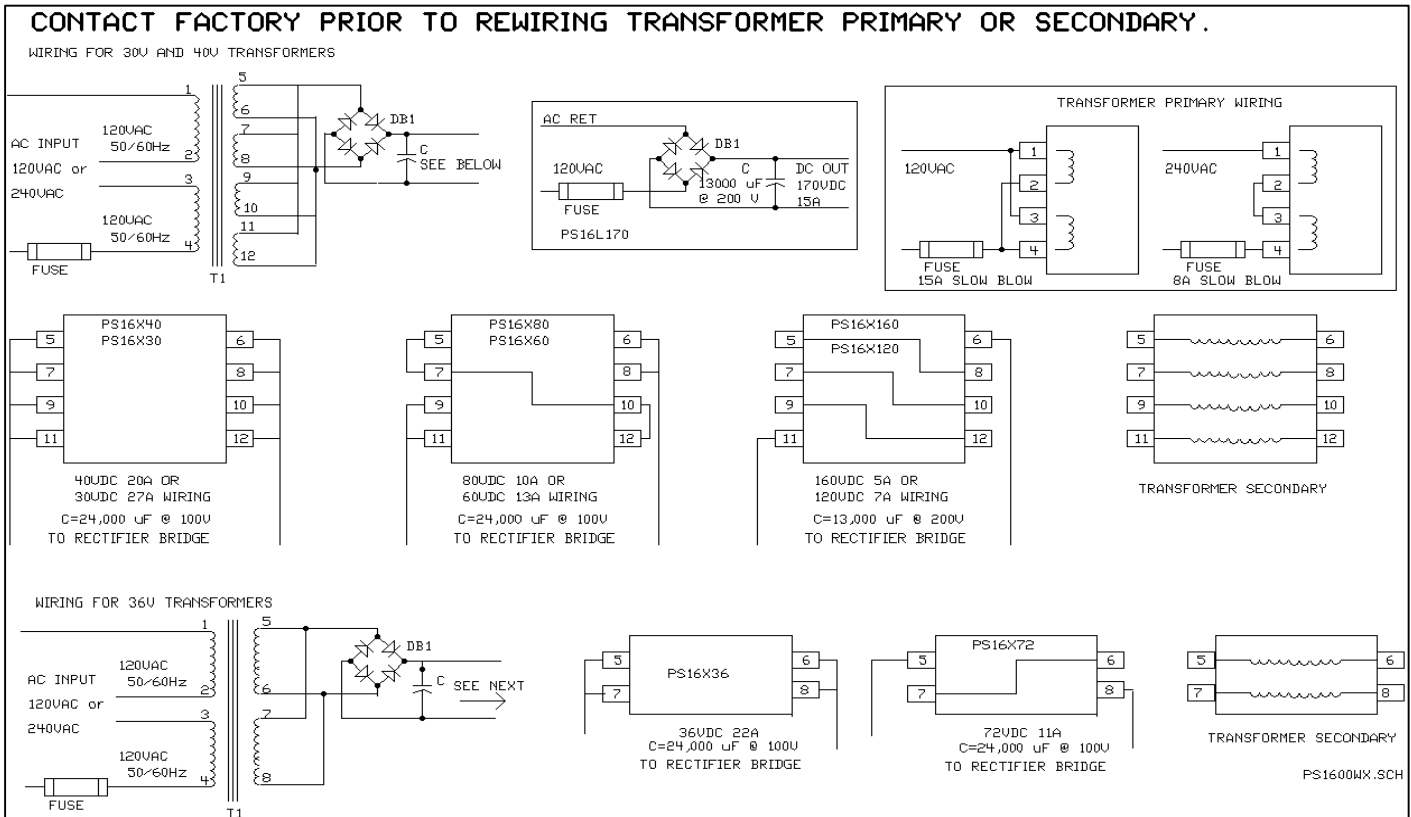 CONTACT FACTORY PRIOR TO REWIRING TRANSFORMER PRIMARY OR SECONDARY.
WIRING FOR 30V AND 40V TRANSFORMERS
AC INPUT
120VAC or
240VAC
1
120VAC
50/60Hz
2
3
120VAC
50/60Hz
4
FUSE
T1
5
6
7
8
9
10
11
12
DB1
C
SEE BELOW
AC RET
120VAC
FUSE
PS16L170
DB1
C
13000 uF
@ 200 V
DC OUT
170VDC
15A
TRANSFORMER PRIMARY WIRING
120VAC
1
2
3
4
FUSE
15A SLOW BLOW
240VAC
1
2
3
4
FUSE
8A SLOW BLOW
PS16X40
PS16X30
5 6
7 8
9 10
11 12
40VDC 20A OR
30VDC 27A WIRING
C=24,000 uF @ 100V
TO RECTIFIER BRIDGE
PS16X80
PS16X60
5 6
7 8
9 10
11 12
80VDC 10A OR
60VDC 13A WIRING
C=24,000 uF @ 100V
TO RECTIFIER BRIDGE
PS16X160
PS16X120
5 6
7 8
9 10
11 12
160VDC 5A OR
120VDC 7A WIRING
C=13,000 uF @ 200V
TO RECTIFIER BRIDGE
5 6
7 8
9 10
11 12
TRANSFORMER SECONDARY
WIRING FOR 36V TRANSFORMERS
AC INPUT
120VAC or
240VAC
1
120VAC
50/60Hz
2
3
120VAC
50/60Hz
4
FUSE
T1
5
6
7
8
DB1
C
SEE NEXT
PS16X36
5 6
7 8
36VDC 22A
C=24,000 uF @ 100V
TO RECTIFIER BRIDGE
PS16X72
5 6
7 8
72VDC 11A
C=24,000 uF @ 100V
TO RECTIFIER BRIDGE
5 6
7 8
TRANSFORMER SECONDARY
PS1600WX.SCH